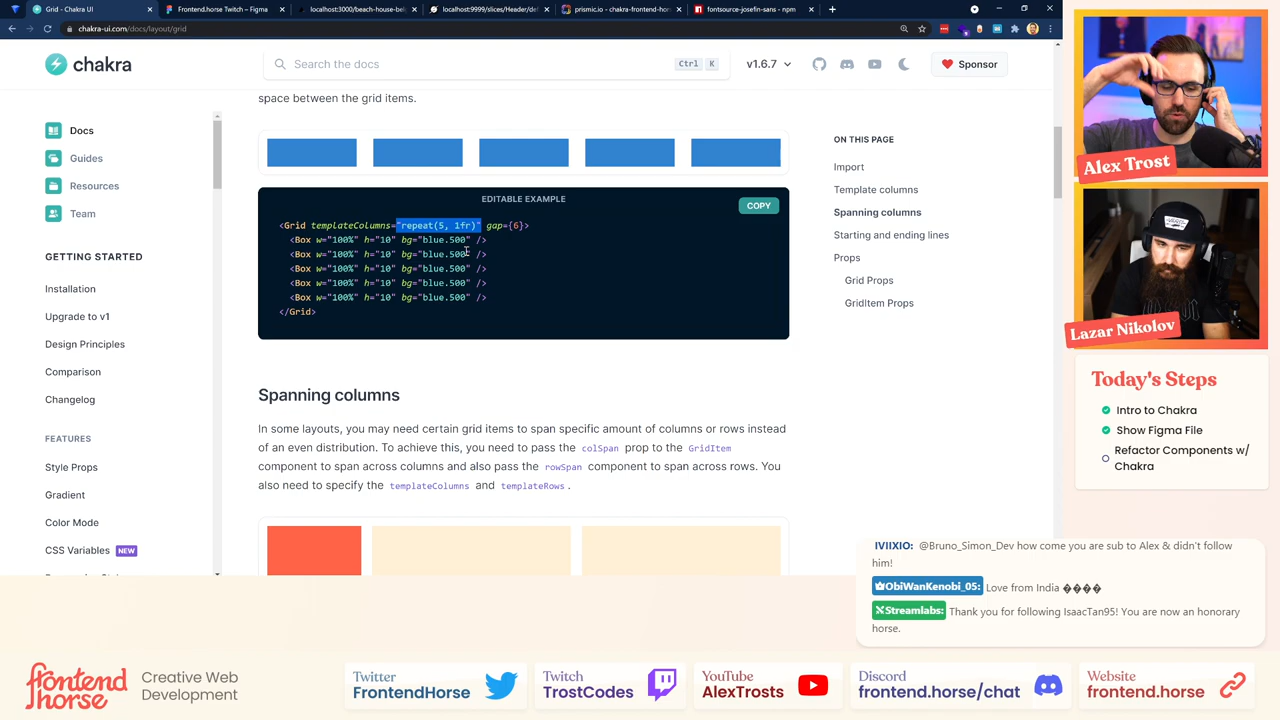 Grid - Chakra UI
Frontend.horse Twitch – Figma
localhost:3000/beach-house-be
localhost:9999/slices/Header/de
prismic.io - chakra-frontend-hor
fontsource-josefin-sans - npm
chakra-ui.com/docs/layout/grid
chakra
Search the docs
Ctrl K
v1.6.7
Sponsor
Docs
Guides
Resources
Team
GETTING STARTED
Installation
Upgrade to v1
Design Principles
Comparison
Changelog
FEATURES
Style Props
Gradient
Color Mode
CSS Variables NEW
space between the grid items.
EDITABLE EXAMPLE
COPY
<Grid templateColumns="repeat(5, 1fr)" gap={6}>
<Box w="100%" h="10" bg="blue.500" />
<Box w="100%" h="10" bg="blue.500" />
<Box w="100%" h="10" bg="blue.500" />
<Box w="100%" h="10" bg="blue.500" />
<Box w="100%" h="10" bg="blue.500" />
</Grid>
Spanning columns
In some layouts, you may need certain grid items to span specific amount of columns or rows instead
of an even distribution. To achieve this, you need to pass the colSpan prop to the GridItem
component to span across columns and also pass the rowSpan component to span across rows. You
also need to specify the templateColumns and templateRows.
ON THIS PAGE
Import
Template columns
Spanning columns
Starting and ending lines
Props
Grid Props
GridItem Props
Alex Trost
Lazar Nikolov
Today's Steps
Intro to Chakra
Show Figma File
Refactor Components w/
Chakra
IVIIXIO: @Bruno_Simon_Dev how come you are sub to Alex & didn't follow
him!
ObiWanKenobi_05: Love from India ����
Streamlabs: Thank you for following IsaacTan95! You are now an honorary
horse.
frontend
horse
Creative Web
Development
Twitter
FrontendHorse
Twitch
TrostCodes
YouTube
AlexTrosts
Discord
frontend.horse/chat
Website
frontend.horse